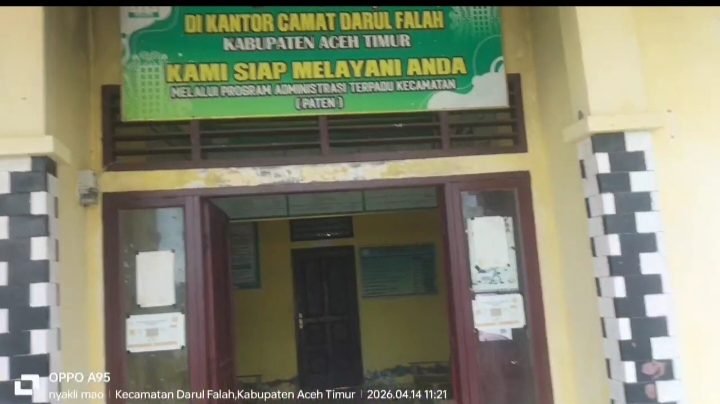 DI KANTOR CAMAT DARUL FALAH
KABUPATEN ACEH TIMUR
KAMI SIAP MELAYANI ANDA
MELALUI PROGRAM ADMINISTRASI TERPADU KECAMATAN
( PATEN )
OPPO A95
nyakli mao | Kecamatan Darul Falah,Kabupaten Aceh Timur | 2026.04.14 11:21